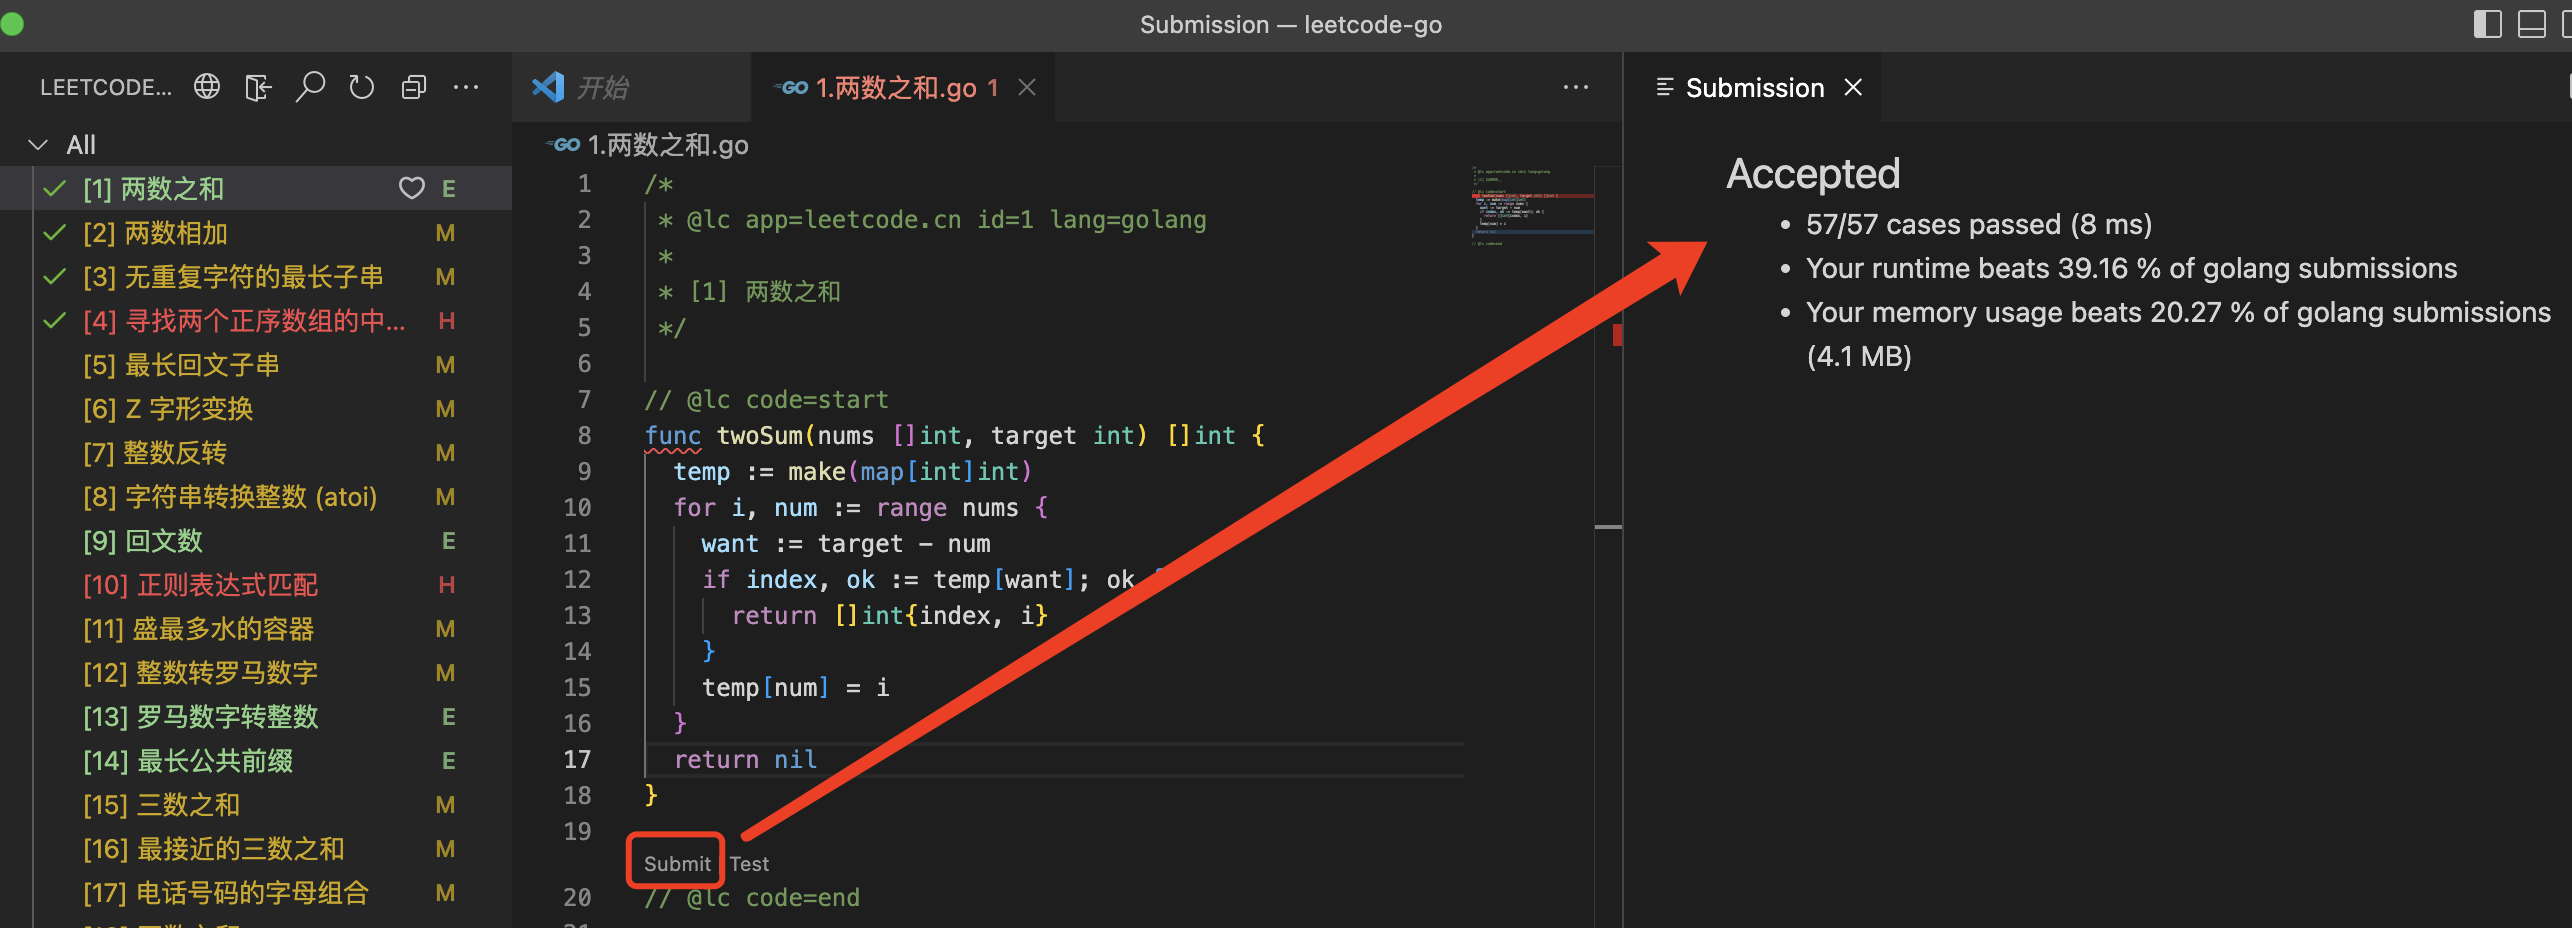 Submission — leetcode-go
LEETCODE...
All
[1] 两数之和 E
[2] 两数相加 M
[3] 无重复字符的最长子串 M
[4] 寻找两个正序数组的中... H
[5] 最长回文子串 M
[6] Z 字形变换 M
[7] 整数反转 M
[8] 字符串转换整数 (atoi) M
[9] 回文数 E
[10] 正则表达式匹配 H
[11] 盛最多水的容器 M
[12] 整数转罗马数字 M
[13] 罗马数字转整数 E
[14] 最长公共前缀 E
[15] 三数之和 M
[16] 最接近的三数之和 M
[17] 电话号码的字母组合 M
开始
GO 1.两数之和.go 1
GO 1.两数之和.go
1 /*
2 * @lc app=leetcode.cn id=1 lang=golang
3 *
4 * [1] 两数之和
5 */
6
7 // @lc code=start
8 func twoSum(nums []int, target int) []int {
9 temp := make(map[int]int)
10 for i, num := range nums {
11 want := target - num
12 if index, ok := temp[want]; ok
13 return []int{index, i}
14 }
15 temp[num] = i
16 }
17 return nil
18 }
19
Submit Test
20 // @lc code=end
Submission
Accepted
• 57/57 cases passed (8 ms)
• Your runtime beats 39.16 % of golang submissions
• Your memory usage beats 20.27 % of golang submissions
(4.1 MB)